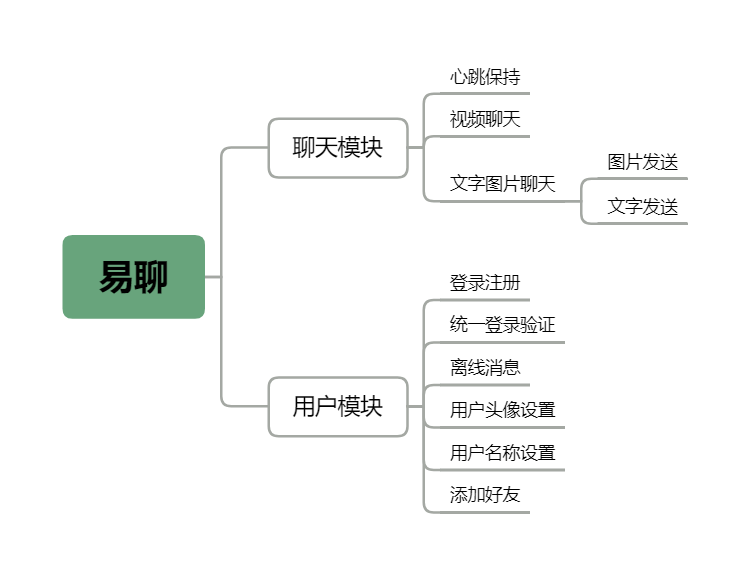 易聊
聊天模块
心跳保持
视频聊天
文字图片聊天
图片发送
文字发送
用户模块
登录注册
统一登录验证
离线消息
用户头像设置
用户名称设置
添加好友